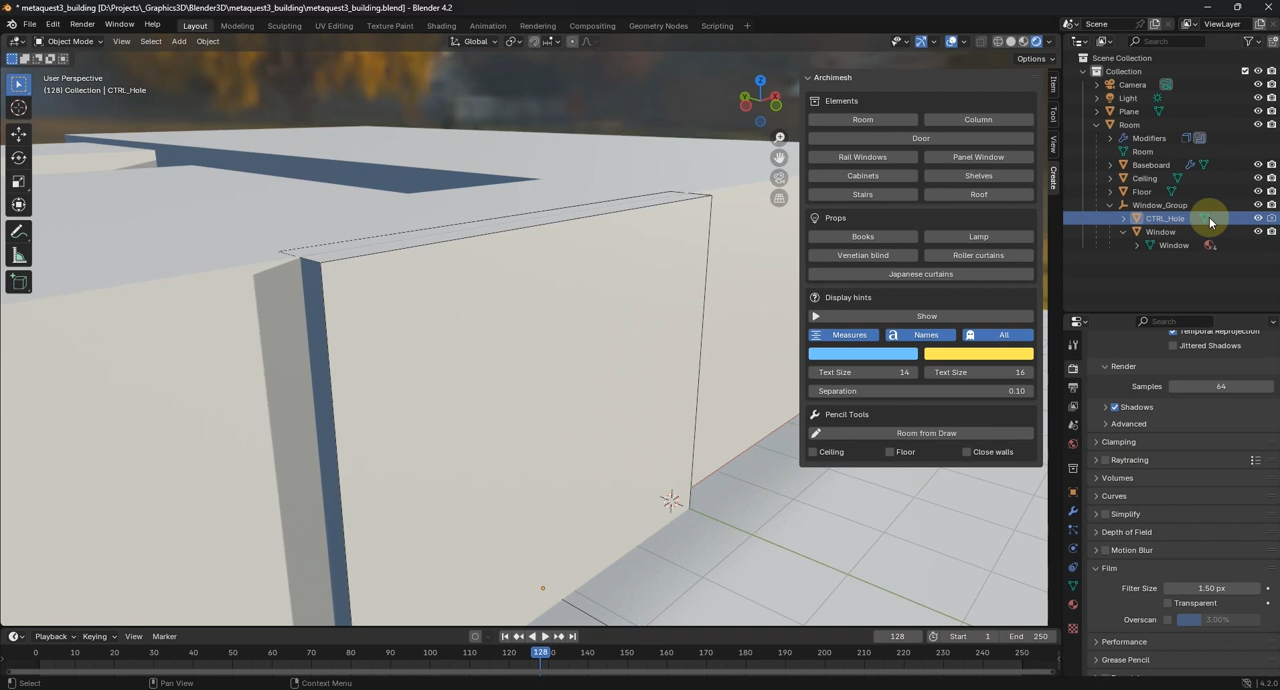 * metaquest3_building [D:\Projects\_Graphics3D\Blender3D\metaquest3_building\metaquest3_building.blend] - Blender 4.2
File Edit Render Window Help Layout Modeling Sculpting UV Editing Texture Paint Shading Animation Rendering Compositing Geometry Nodes Scripting + Scene ViewLayer
Object Mode View Select Add Object Global Search
Options
User Perspective
(128) Collection | CTRL_Hole
Z
Y
X
Item
Tool
View
Create
Archimesh
Elements
Room Column
Door
Rail Windows Panel Window
Cabinets Shelves
Stairs Roof
Props
Books Lamp
Venetian blind Roller curtains
Japanese curtains
Display hints
Show
Measures a Names All
Text Size 14 Text Size 16
Separation 0.10
Pencil Tools
Room from Draw
Ceiling Floor Close walls
Scene Collection
Collection
Camera
Light
Plane
Room
Modifiers
Room
Baseboard
Ceiling
Floor
Window_Group
CTRL_Hole
Window
Window 4
Search
Temporal Reprojection
Jittered Shadows
Render
Samples 64
Shadows
Advanced
Clamping
Raytracing
Volumes
Curves
Simplify
Depth of Field
Motion Blur
Film
Filter Size 1.50 px
Transparent
Overscan 3.00%
Performance
Grease Pencil
Playback Keying View Marker 128 Start 1 End 250
0 10 20 30 40 50 60 70 80 90 100 110 120 128 140 150 160 170 180 190 200 210 220 230 240 250
Select Pan View Context Menu 4.2.0